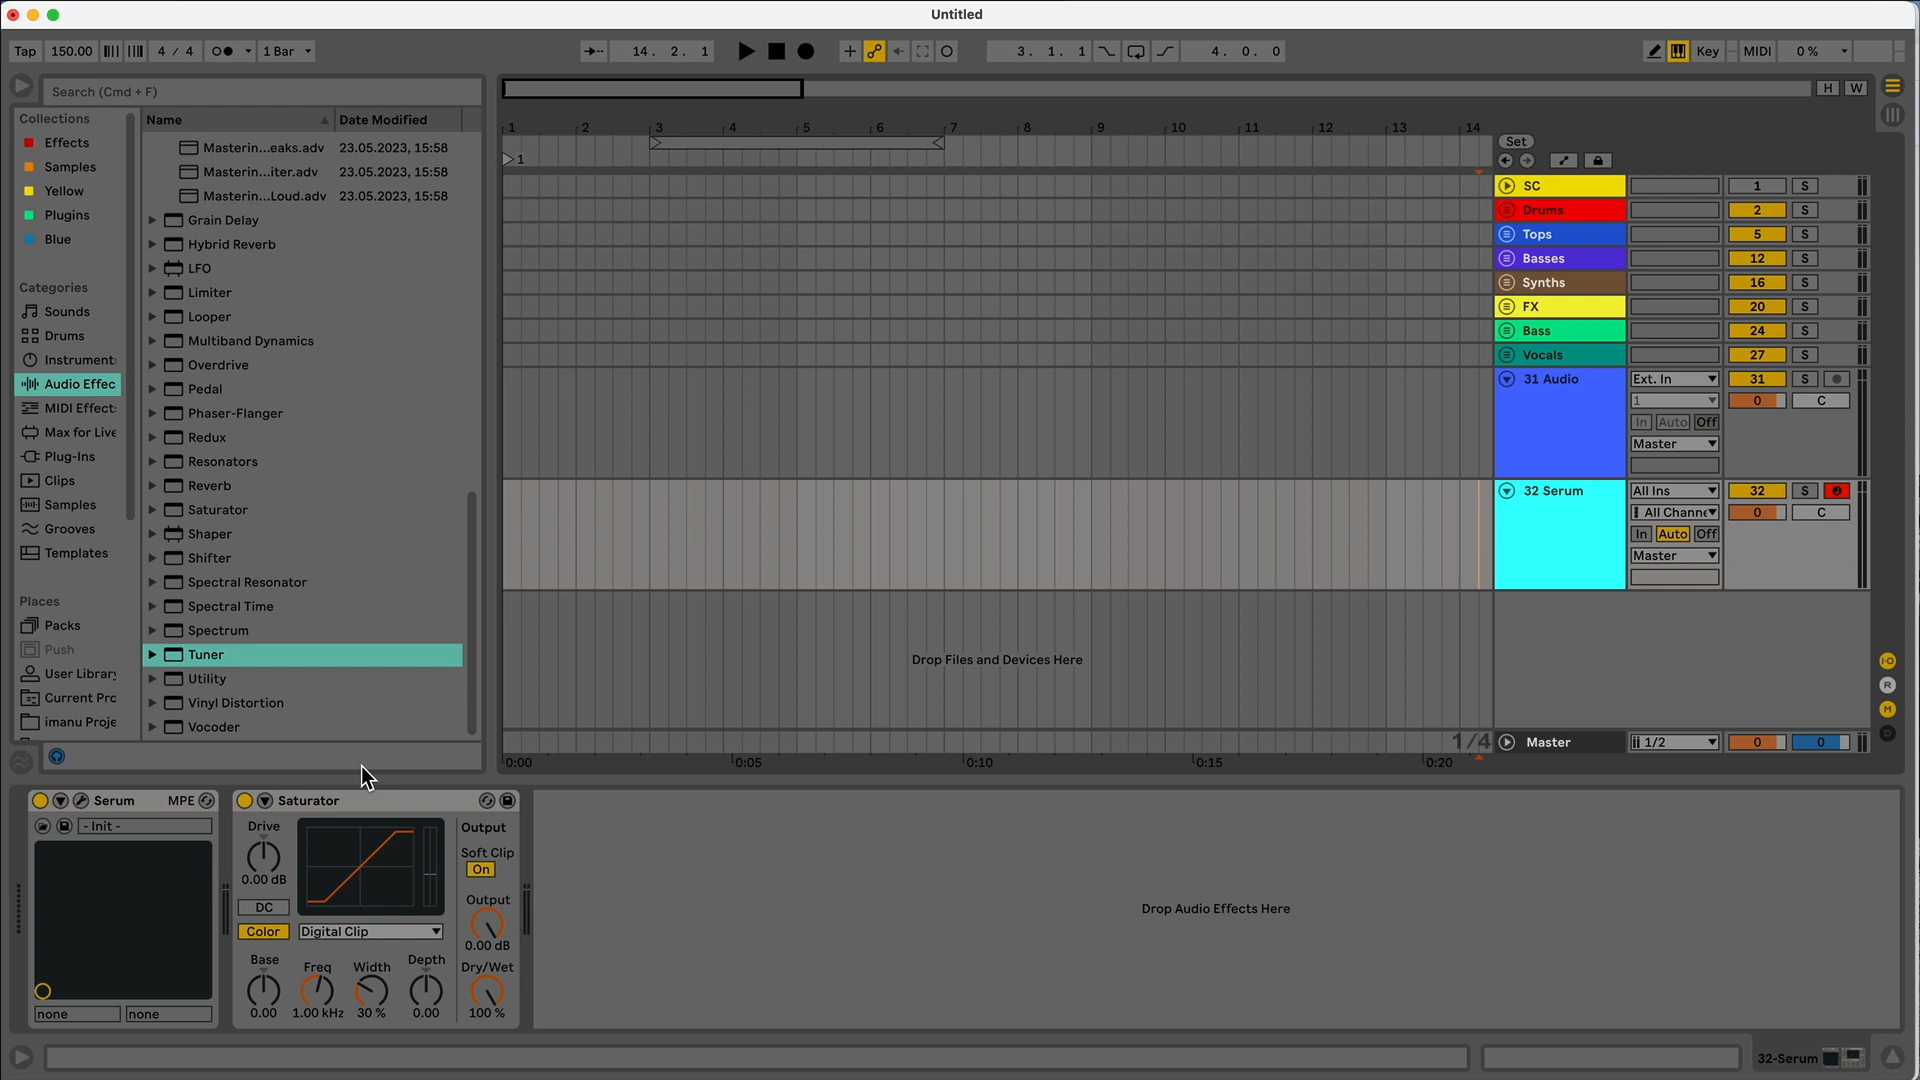 Untitled
Tap 150.00 4 / 4 1 Bar 14. 2. 1 3. 1. 1 4. 0. 0 Key MIDI 0 %
Search (Cmd + F)
H W
Collections
Effects
Samples
Yellow
Plugins
Blue
Categories
Sounds
Drums
Instrument
Audio Effec
MIDI Effect
Max for Live
Plug-Ins
Clips
Samples
Grooves
Templates
Places
Packs
Push
User Library
Current Pro
imanu Proje
Name Date Modified
Masterin...eaks.adv 23.05.2023, 15:58
Masterin...iter.adv 23.05.2023, 15:58
Masterin...Loud.adv 23.05.2023, 15:58
Grain Delay
Hybrid Reverb
LFO
Limiter
Looper
Multiband Dynamics
Overdrive
Pedal
Phaser-Flanger
Redux
Resonators
Reverb
Saturator
Shaper
Shifter
Spectral Resonator
Spectral Time
Spectrum
Tuner
Utility
Vinyl Distortion
Vocoder
1 2 3 4 5 6 7 8 9 10 11 12 13 14
1
Drop Files and Devices Here
1/4
0:00 0:05 0:10 0:15 0:20
Set
SC 1 S
Drums 2 S
Tops 5 S
Basses 12 S
Synths 16 S
FX 20 S
Bass 24 S
Vocals 27 S
31 Audio Ext. In 31 S
1 0 C
In Auto Off
Master
32 Serum All Ins 32 S
All Channe 0 C
In Auto Off
Master
I·O
R
M
D
Master 1/2 0 0
Serum MPE
- Init -
none none
Saturator
Drive
0.00 dB
DC
Color
Digital Clip
Base Freq Width Depth
0.00 1.00 kHz 30 % 0.00
Output
Soft Clip
On
Output
0.00 dB
Dry/Wet
100 %
Drop Audio Effects Here
32-Serum